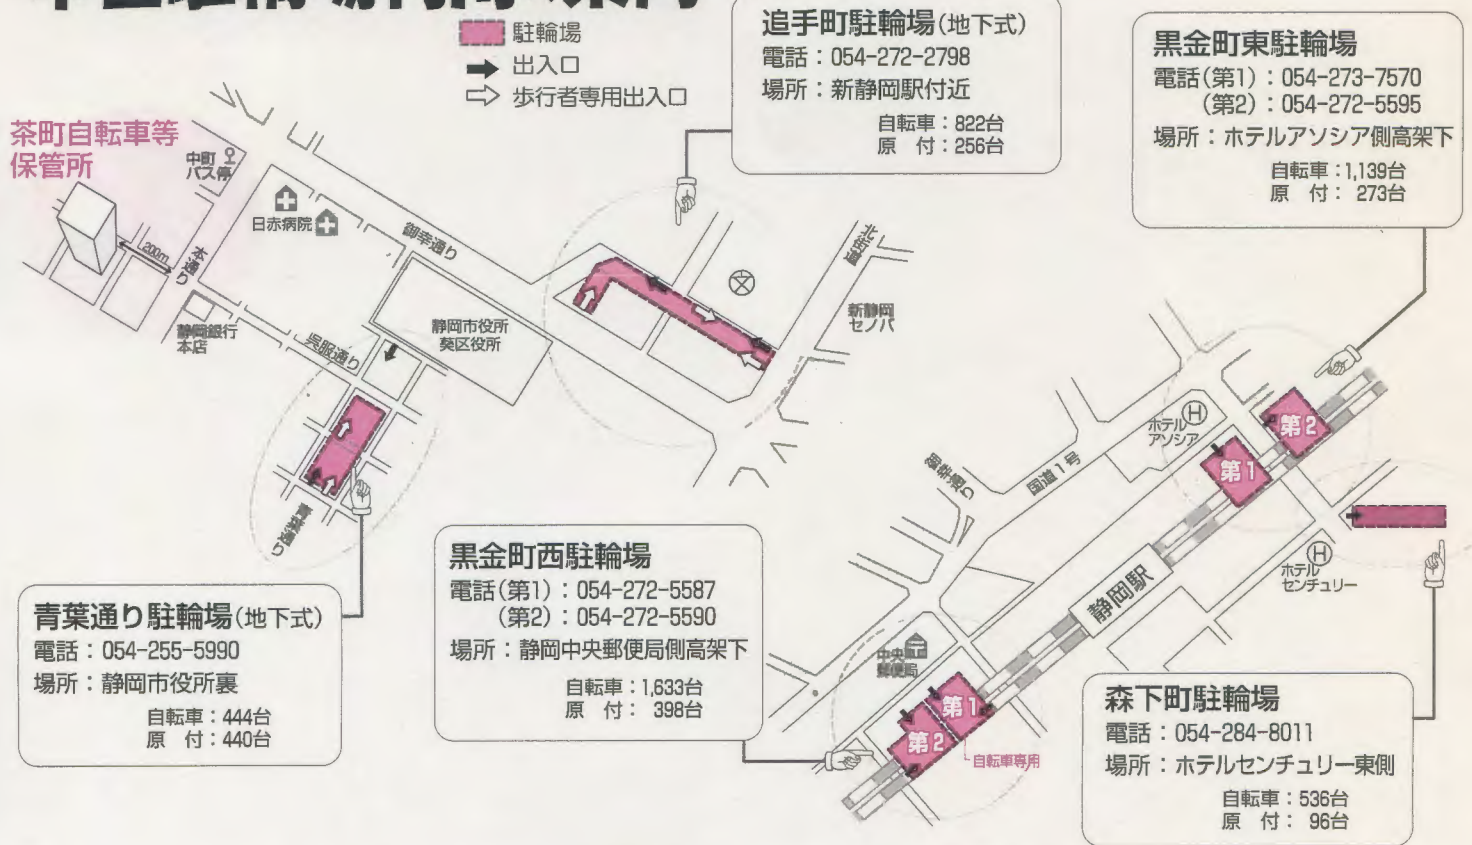 駐輪場
出入口
歩行者専用出入口
追手町駐輪場(地下式)
電話：054-272-2798
場所：新静岡駅付近
自転車：822台
原 付：256台
黒金町東駐輪場
電話(第1)：054-273-7570
(第2)：054-272-5595
場所：ホテルアソシア側高架下
自転車：1,139台
原 付： 273台
茶町自転車等
保管所
中町
バス停
日赤病院
御幸通り
200m
本通り
静岡銀行
本店
呉服通り
静岡市役所
葵区役所
北街道
新静岡
セノバ
青葉通り
ホテル
アソシア
H
第2
第1
御幸通り
国道1号
静岡駅
H
ホテル
センチュリー
青葉通り駐輪場(地下式)
電話：054-255-5990
場所：静岡市役所裏
自転車：444台
原 付：440台
黒金町西駐輪場
電話(第1)：054-272-5587
(第2)：054-272-5590
場所：静岡中央郵便局側高架下
自転車：1,633台
原 付： 398台
中央
郵便局
第1
第2
自転車専用
森下町駐輪場
電話：054-284-8011
場所：ホテルセンチュリー東側
自転車：536台
原 付： 96台